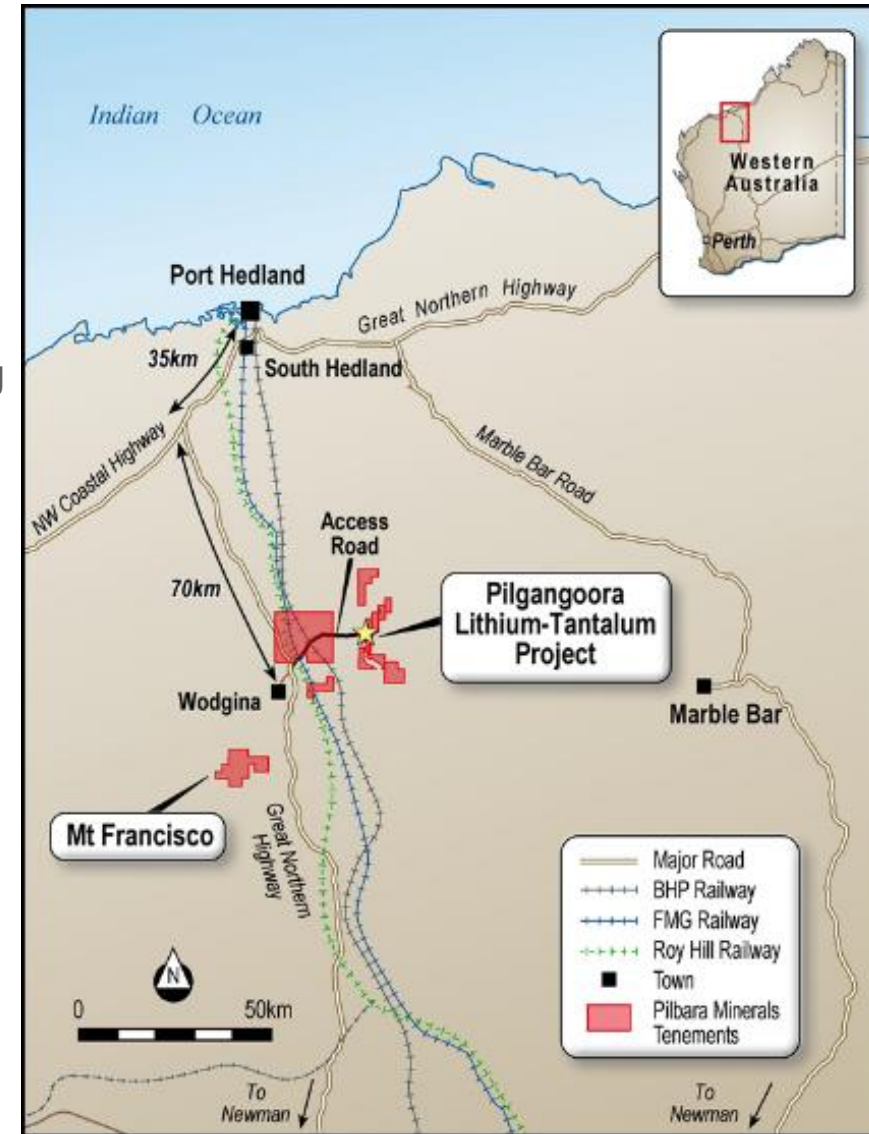 Indian Ocean
Western
Australia
Perth
Port Hedland
Great Northern Highway
35km
South Hedland
NW Coastal Highway
Marble Bar Road
Access
Road
70km
Pilgangoora
Lithium-Tantalum
Project
Wodgina
Marble Bar
Mt Francisco
Great Northern
Highway
Major Road
BHP Railway
FMG Railway
Roy Hill Railway
Town
Pilbara Minerals
Tenements
N
0 50km
To
Newman
To
Newman